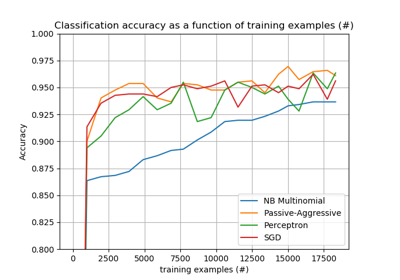 Classification accuracy as a function of training examples (#)
1.000
0.975
0.950
0.925
0.900
0.875
0.850
0.825
0.800
Accuracy
NB Multinomial
Passive-Aggressive
Perceptron
SGD
0 2500 5000 7500 10000 12500 15000 17500
training examples (#)